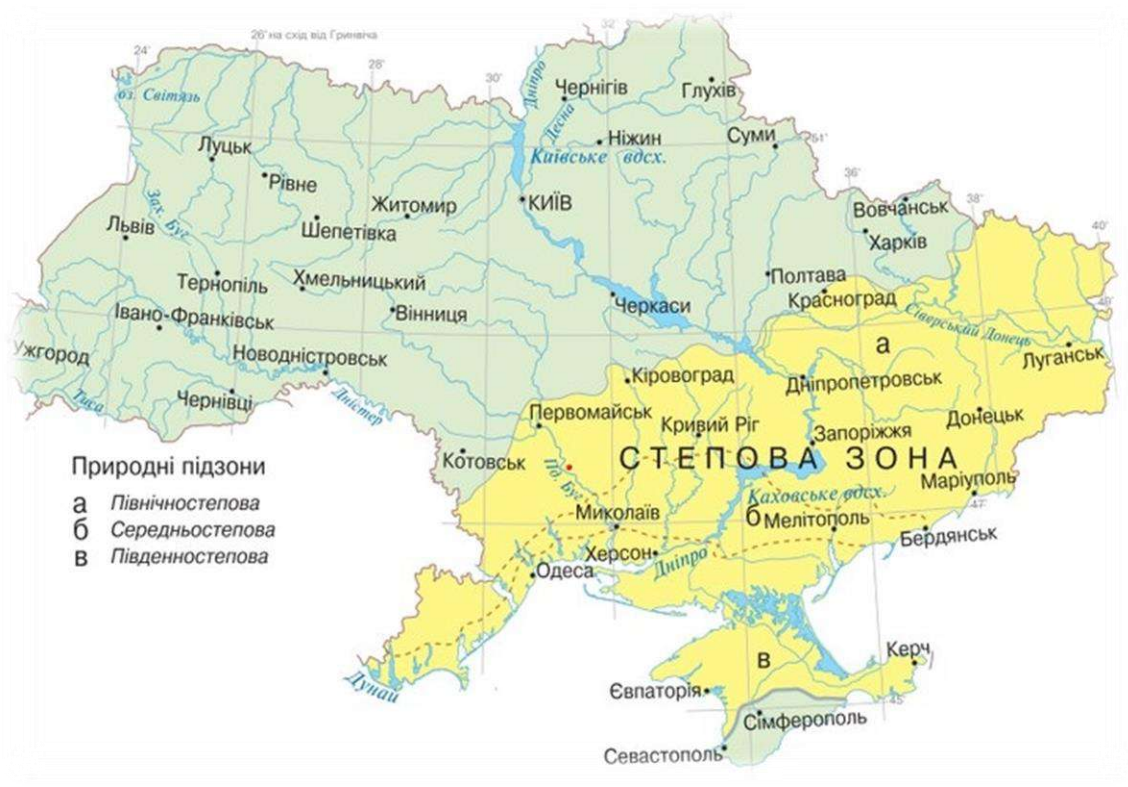 26° на схід від Гринвіча
24°
28°
30°
32°
оз. Світязь
Дніпро
Чернігів
Глухів
Десна
Луцьк
Ніжин
Суми
51°
Київське вдсх.
Рівне
36°
Зах. Буг
Житомир
КИЇВ
Вовчанськ
38°
Львів
Шепетівка
Харків
40°
Тернопіль
Хмельницький
Полтава
Красноград
Івано-Франківськ
Вінниця
Черкаси
49°
Сіверський Донець
а
Ужгород
Новодністровськ
Луганськ
Кіровоград
Дніпропетровськ
Тиса
Чернівці
Дністер
Первомайськ
Кривий Ріг
Донецьк
Запоріжжя
Котовськ
СТЕПОВА ЗОНА
Пд. Буг
Маріуполь
Каховське вдсх.
47°
Миколаїв
б
Мелітополь
Бердянськ
Херсон
Дніпро
Одеса
Природні підзони
а Північностепова
б Середньостепова
в Південностепова
Керч
в
Дунай
Євпаторія
45°
Сімферополь
Севастополь